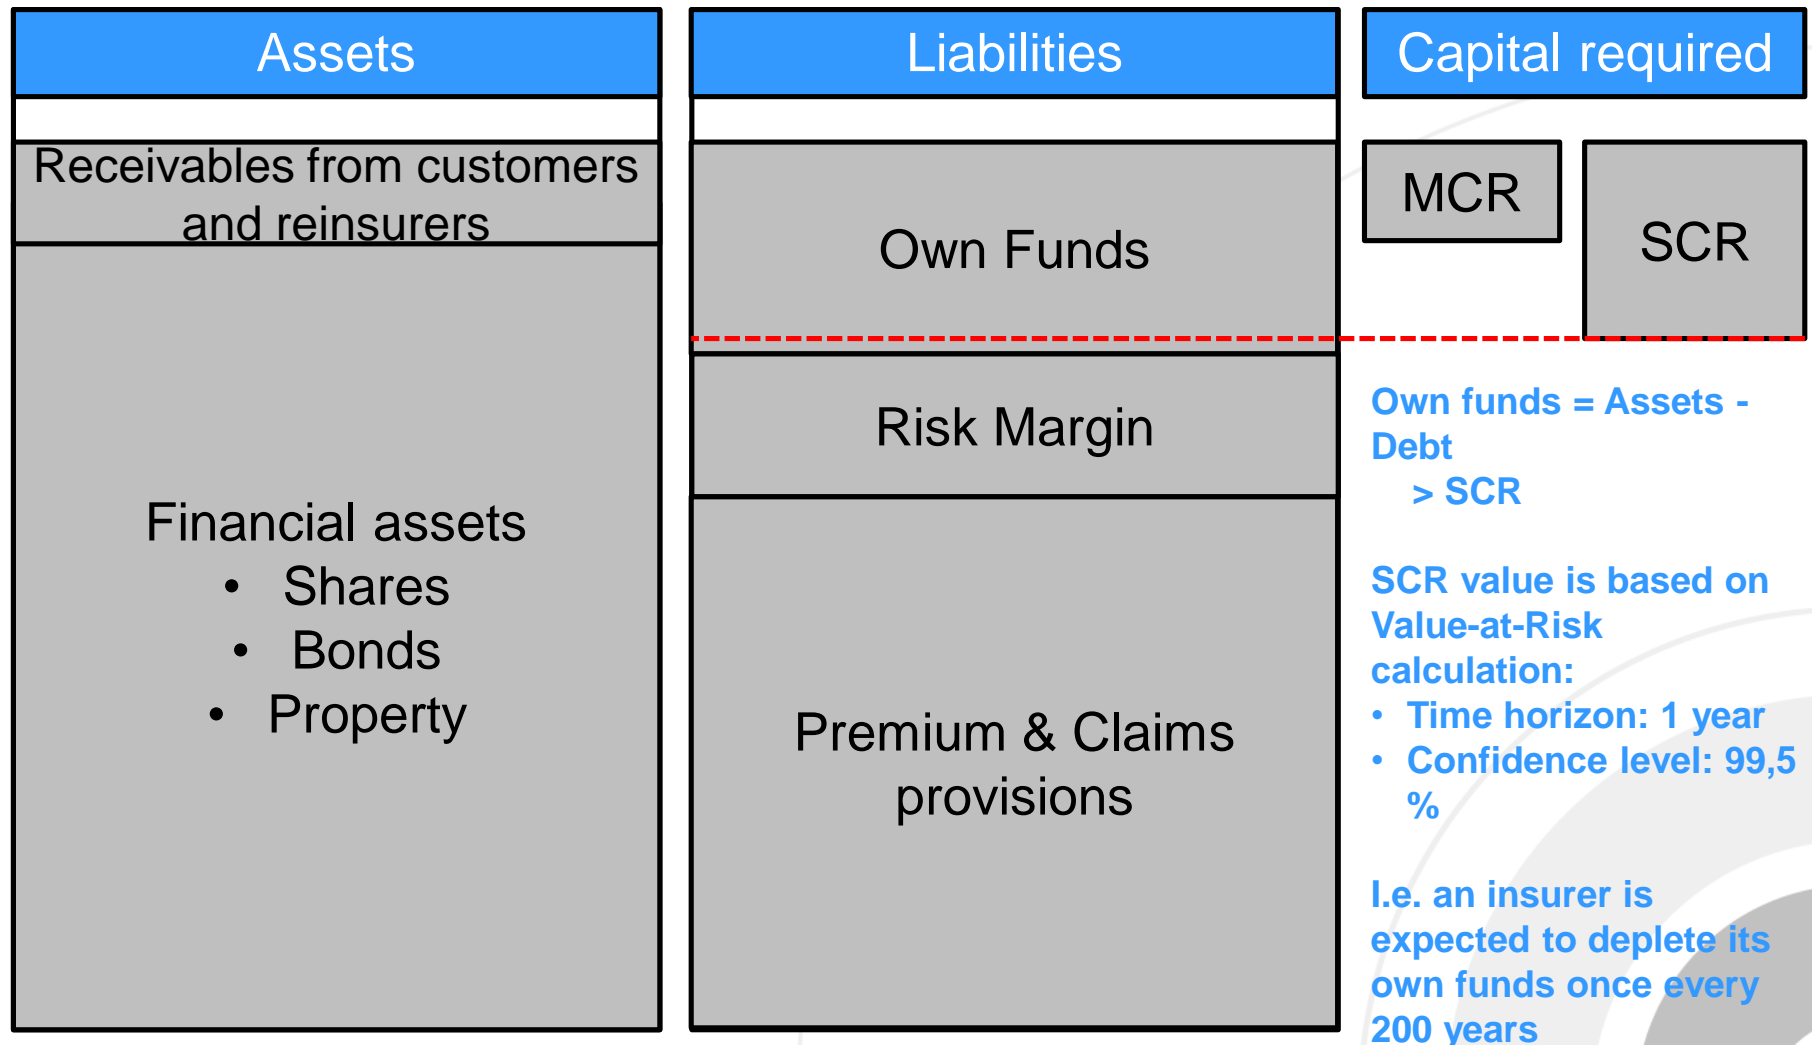 Assets
Receivables from customers
and reinsurers
Financial assets
• Shares
• Bonds
• Property
Liabilities
Own Funds
Risk Margin
Premium & Claims
provisions
Capital required
MCR
SCR
Own funds = Assets -
Debt
> SCR
SCR value is based on
Value-at-Risk
calculation:
• Time horizon: 1 year
• Confidence level: 99,5
%
I.e. an insurer is
expected to deplete its
own funds once every
200 years